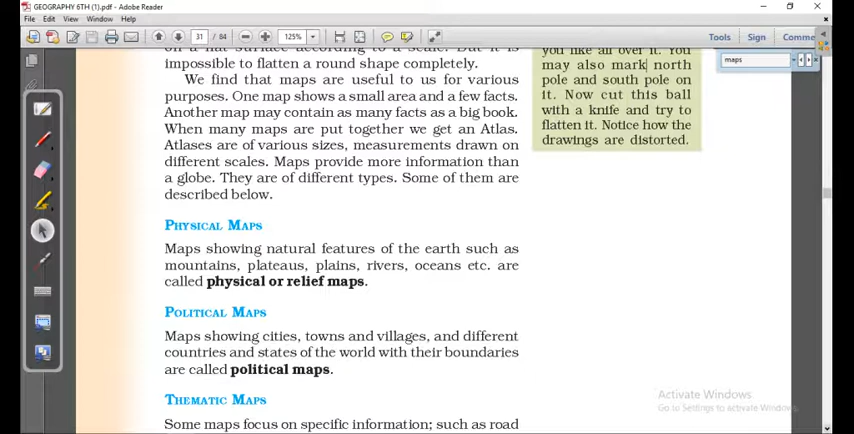 GEOGRAPHY 6TH (1).pdf - Adobe Reader
File Edit View Window Help
31 / 84
125%
Tools Sign Comme
maps
on a flat surface according to a scale. But it is
impossible to flatten a round shape completely.
We find that maps are useful to us for various
purposes. One map shows a small area and a few facts.
Another map may contain as many facts as a big book.
When many maps are put together we get an Atlas.
Atlases are of various sizes, measurements drawn on
different scales. Maps provide more information than
a globe. They are of different types. Some of them are
described below.
PHYSICAL MAPS
Maps showing natural features of the earth such as
mountains, plateaus, plains, rivers, oceans etc. are
called physical or relief maps.
POLITICAL MAPS
Maps showing cities, towns and villages, and different
countries and states of the world with their boundaries
are called political maps.
THEMATIC MAPS
Some maps focus on specific information; such as road
you like all over it. You
may also mark north
pole and south pole on
it. Now cut this ball
with a knife and try to
flatten it. Notice how the
drawings are distorted.
Activate Windows
Go to Settings to activate Windows.